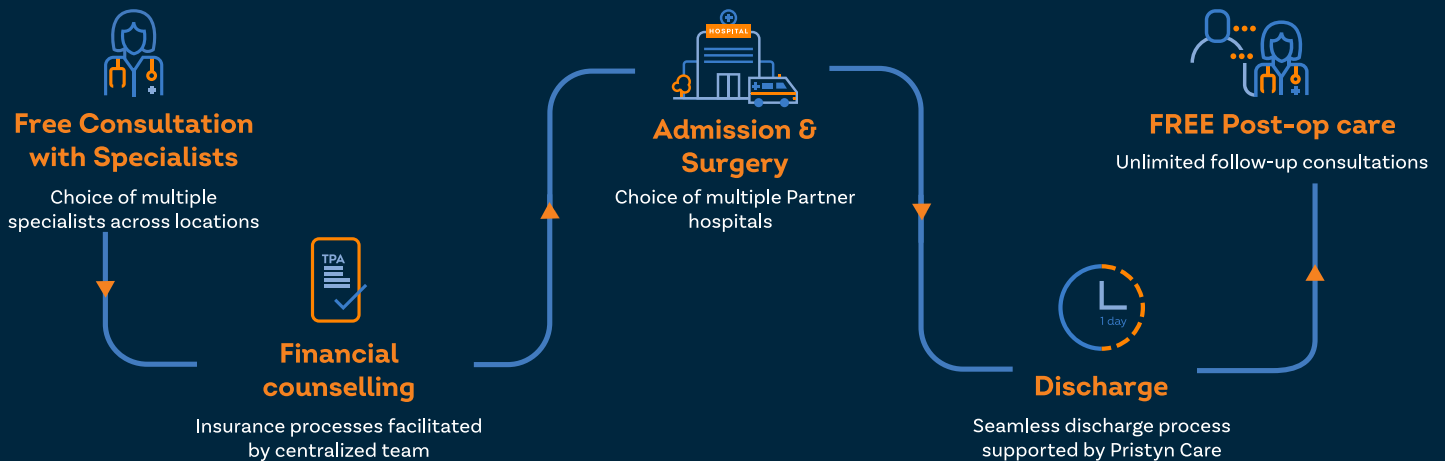 Free Consultation
with Specialists
Choice of multiple
specialists across locations
TPA
Financial
counselling
Insurance processes facilitated
by centralized team
HOSPITAL
Admission &
Surgery
Choice of multiple Partner
hospitals
1 day
Discharge
Seamless discharge process
supported by Pristyn Care
FREE Post-op care
Unlimited follow-up consultations